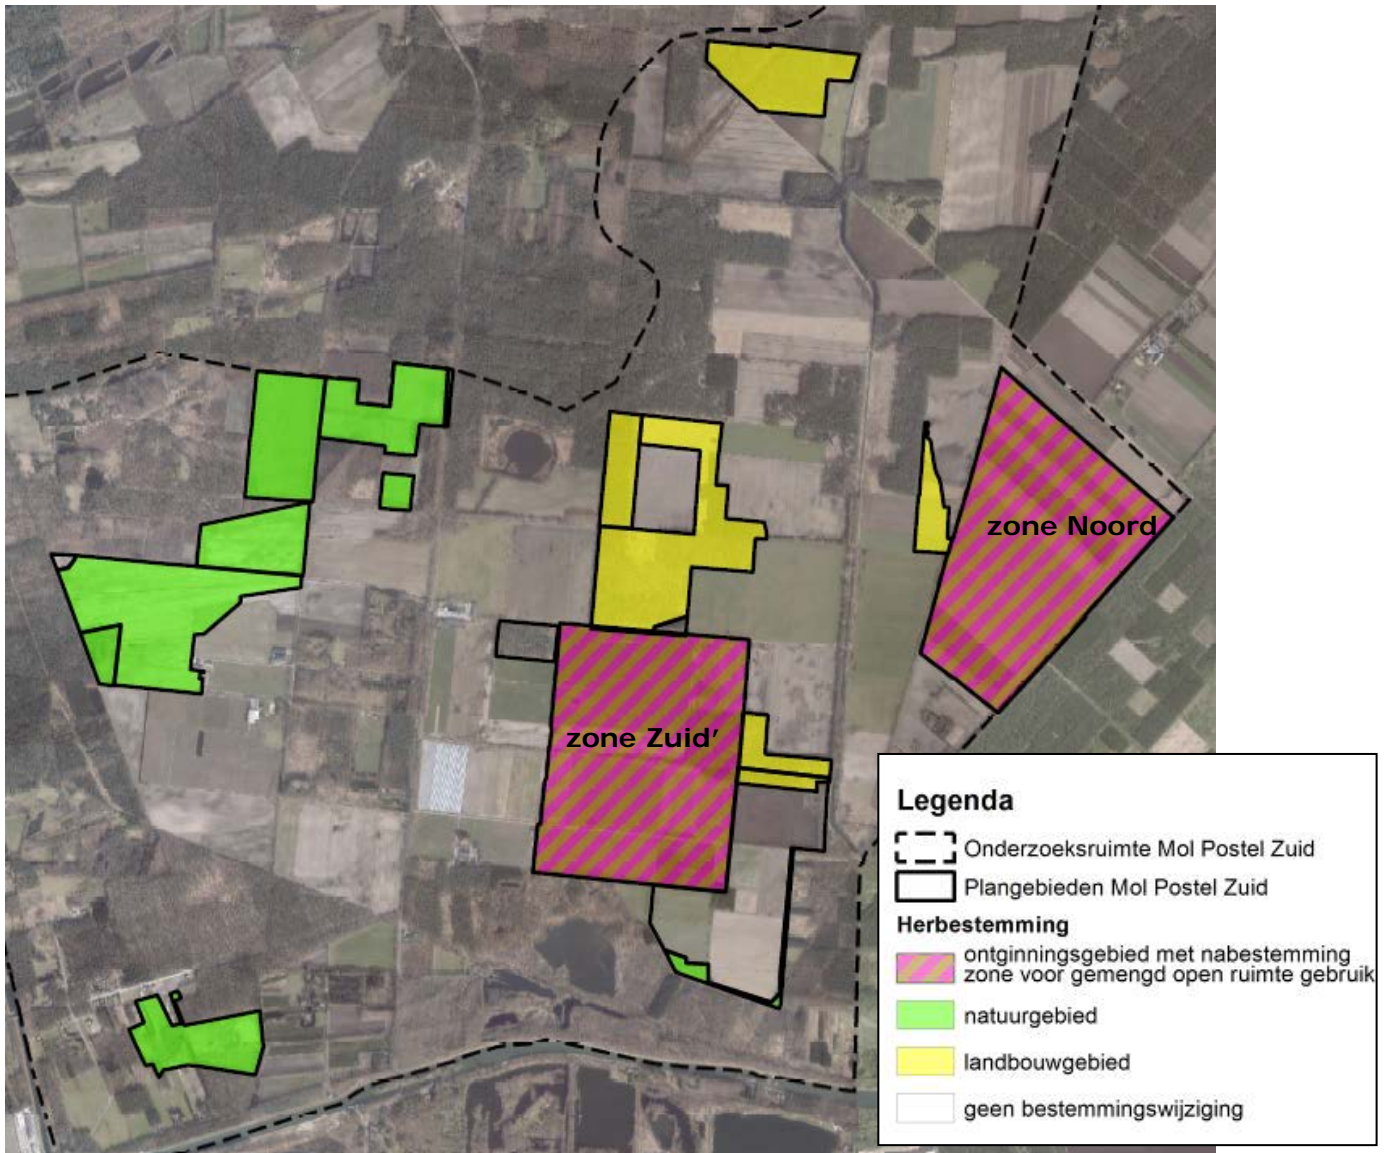 zone Noord
zone Zuid'
Legenda
Onderzoeksruimte Mol Postel Zuid
Plangebieden Mol Postel Zuid
Herbestemming
ontginningsgebied met nabestemming
zone voor gemengd open ruimte gebruik
natuurgebied
landbouwgebied
geen bestemmingswijziging